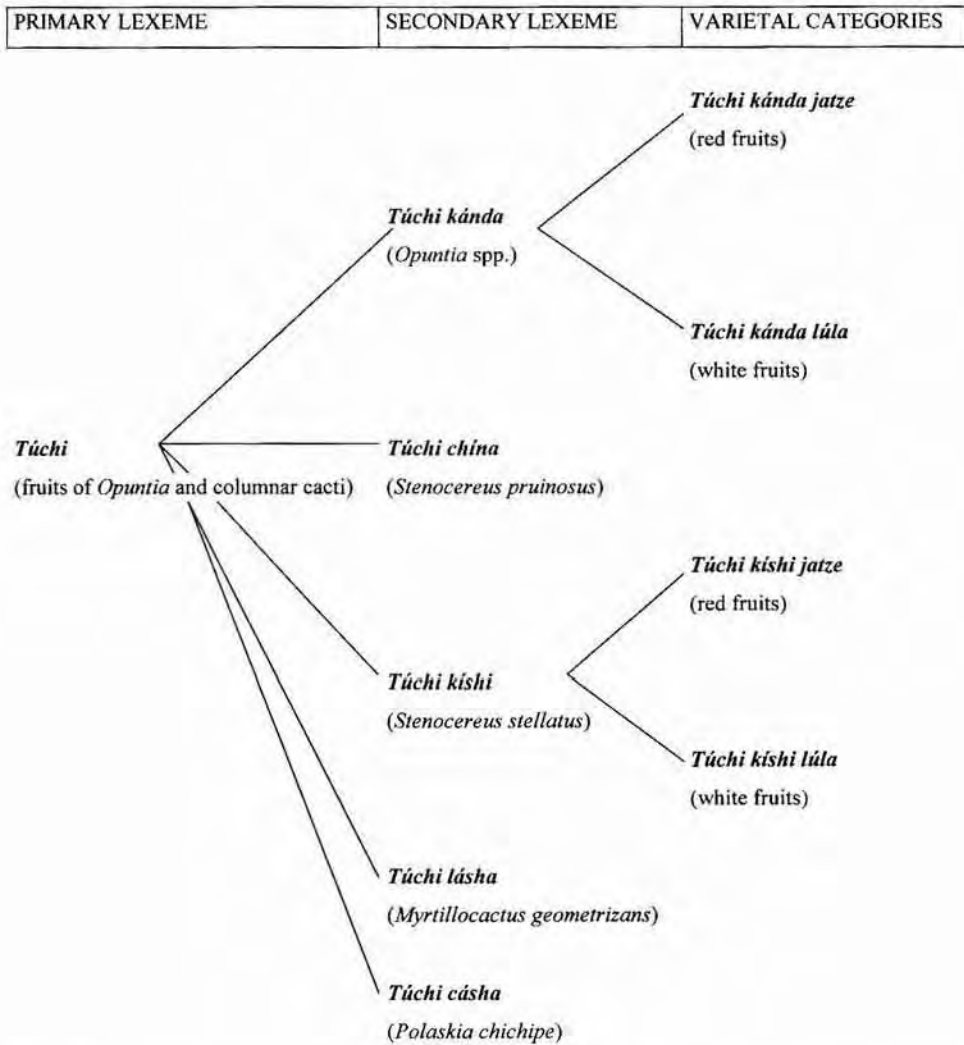 PRIMARY LEXEME SECONDARY LEXEME VARIETAL CATEGORIES
Túchi kánda jatze
(red fruits)
Túchi kánda
(Opuntia spp.)
Túchi kánda lúla
(white fruits)
Túchi
(fruits of Opuntia and columnar cacti)
Túchi chína
(Stenocereus pruinosus)
Túchi kíshi jatze
(red fruits)
Túchi kíshi
(Stenocereus stellatus)
Túchi kíshi lúla
(white fruits)
Túchi lásha
(Myrtillocactus geometrizans)
Túchi cásha
(Polaskia chichipe)